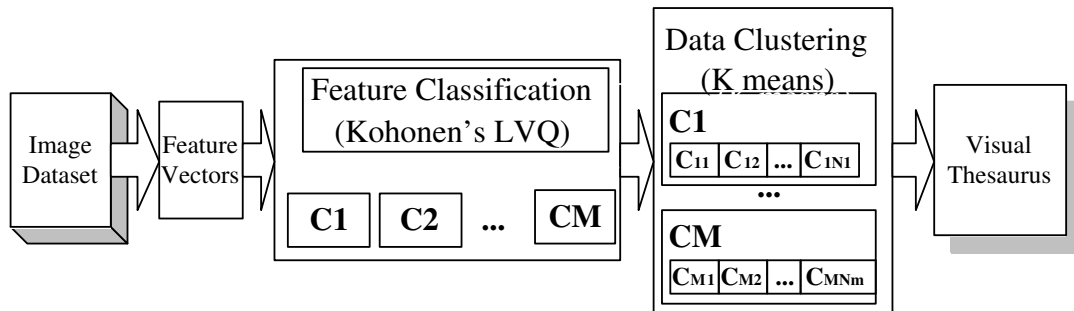 Image
Dataset
Feature
Vectors
Feature Classification
(Kohonen's LVQ)
C1 C2 ... CM
Data Clustering
(K means)
C1
C11 C12 ... C1N1
...
CM
CM1 CM2 ... CMNm
Visual
Thesaurus